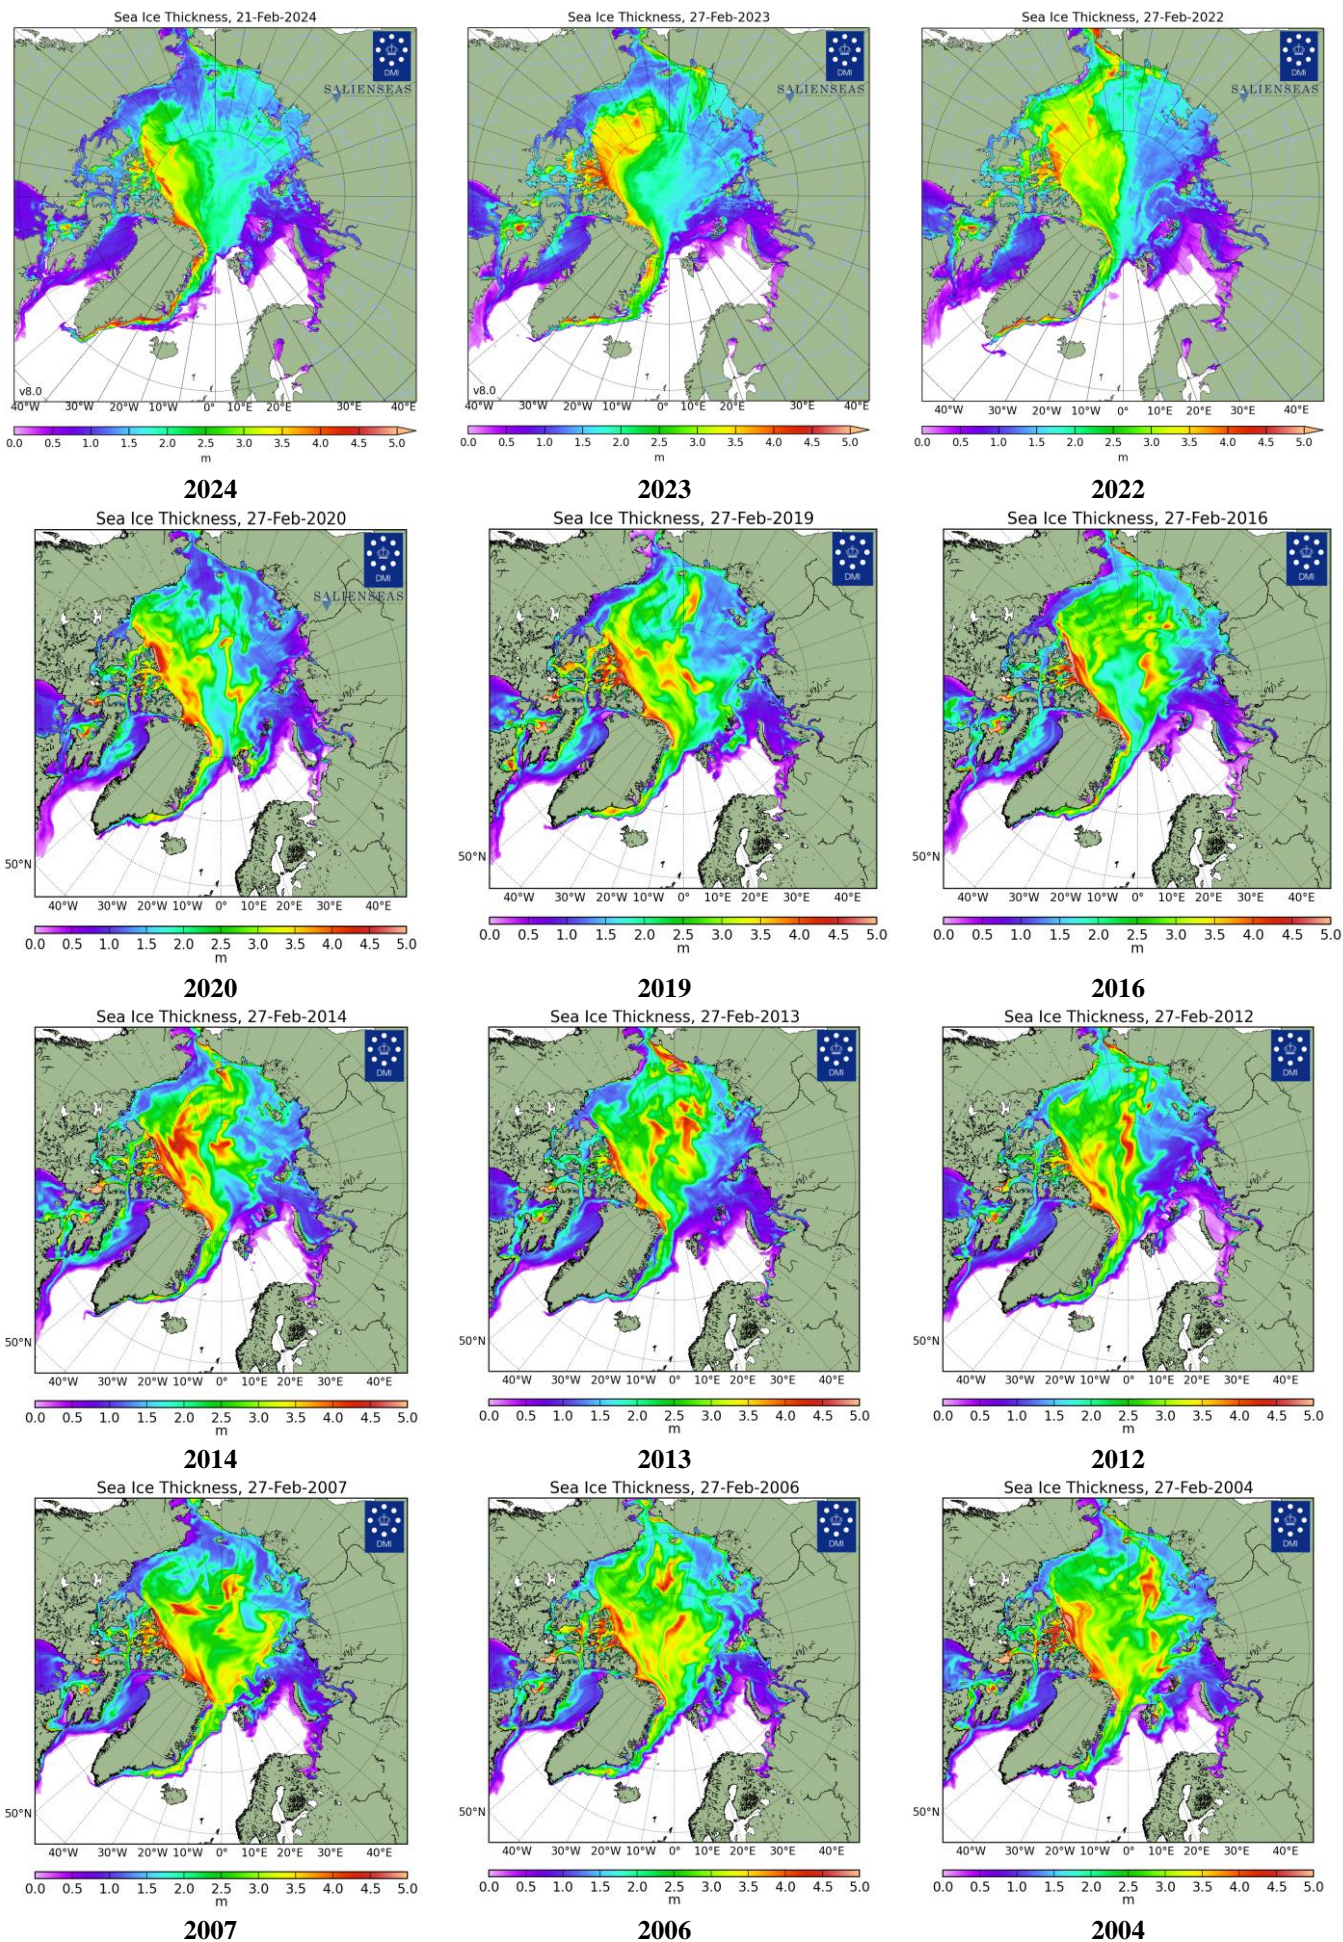 Sea Ice Thickness, 21-Feb-2024
DMI
SALIENSEAS
v8.0
40°W 30°W 20°W 10°W 0° 10°E 20°E 30°E 40°E
0.0 0.5 1.0 1.5 2.0 2.5 3.0 3.5 4.0 4.5 5.0
m
2024
Sea Ice Thickness, 27-Feb-2023
DMI
SALIENSEAS
v8.0
40°W 30°W 20°W 10°W 0° 10°E 20°E 30°E 40°E
0.0 0.5 1.0 1.5 2.0 2.5 3.0 3.5 4.0 4.5 5.0
m
2023
Sea Ice Thickness, 27-Feb-2022
DMI
SALIENSEAS
40°W 30°W 20°W 10°W 0° 10°E 20°E 30°E 40°E
0.0 0.5 1.0 1.5 2.0 2.5 3.0 3.5 4.0 4.5 5.0
m
2022
Sea Ice Thickness, 27-Feb-2020
DMI
SALIENSEAS
50°N
40°W 30°W 20°W 10°W 0° 10°E 20°E 30°E 40°E
0.0 0.5 1.0 1.5 2.0 2.5 3.0 3.5 4.0 4.5 5.0
m
2020
Sea Ice Thickness, 27-Feb-2019
DMI
50°N
40°W 30°W 20°W 10°W 0° 10°E 20°E 30°E 40°E
0.0 0.5 1.0 1.5 2.0 2.5 3.0 3.5 4.0 4.5 5.0
m
2019
Sea Ice Thickness, 27-Feb-2016
DMI
50°N
40°W 30°W 20°W 10°W 0° 10°E 20°E 30°E 40°E
0.0 0.5 1.0 1.5 2.0 2.5 3.0 3.5 4.0 4.5 5.0
m
2016
Sea Ice Thickness, 27-Feb-2014
DMI
50°N
40°W 30°W 20°W 10°W 0° 10°E 20°E 30°E 40°E
0.0 0.5 1.0 1.5 2.0 2.5 3.0 3.5 4.0 4.5 5.0
m
2014
Sea Ice Thickness, 27-Feb-2013
DMI
50°N
40°W 30°W 20°W 10°W 0° 10°E 20°E 30°E 40°E
0.0 0.5 1.0 1.5 2.0 2.5 3.0 3.5 4.0 4.5 5.0
m
2013
Sea Ice Thickness, 27-Feb-2012
DMI
50°N
40°W 30°W 20°W 10°W 0° 10°E 20°E 30°E 40°E
0.0 0.5 1.0 1.5 2.0 2.5 3.0 3.5 4.0 4.5 5.0
m
2012
Sea Ice Thickness, 27-Feb-2007
DMI
50°N
40°W 30°W 20°W 10°W 0° 10°E 20°E 30°E 40°E
0.0 0.5 1.0 1.5 2.0 2.5 3.0 3.5 4.0 4.5 5.0
m
2007
Sea Ice Thickness, 27-Feb-2006
DMI
50°N
40°W 30°W 20°W 10°W 0° 10°E 20°E 30°E 40°E
0.0 0.5 1.0 1.5 2.0 2.5 3.0 3.5 4.0 4.5 5.0
m
2006
Sea Ice Thickness, 27-Feb-2004
DMI
50°N
40°W 30°W 20°W 10°W 0° 10°E 20°E 30°E 40°E
0.0 0.5 1.0 1.5 2.0 2.5 3.0 3.5 4.0 4.5 5.0
m
2004